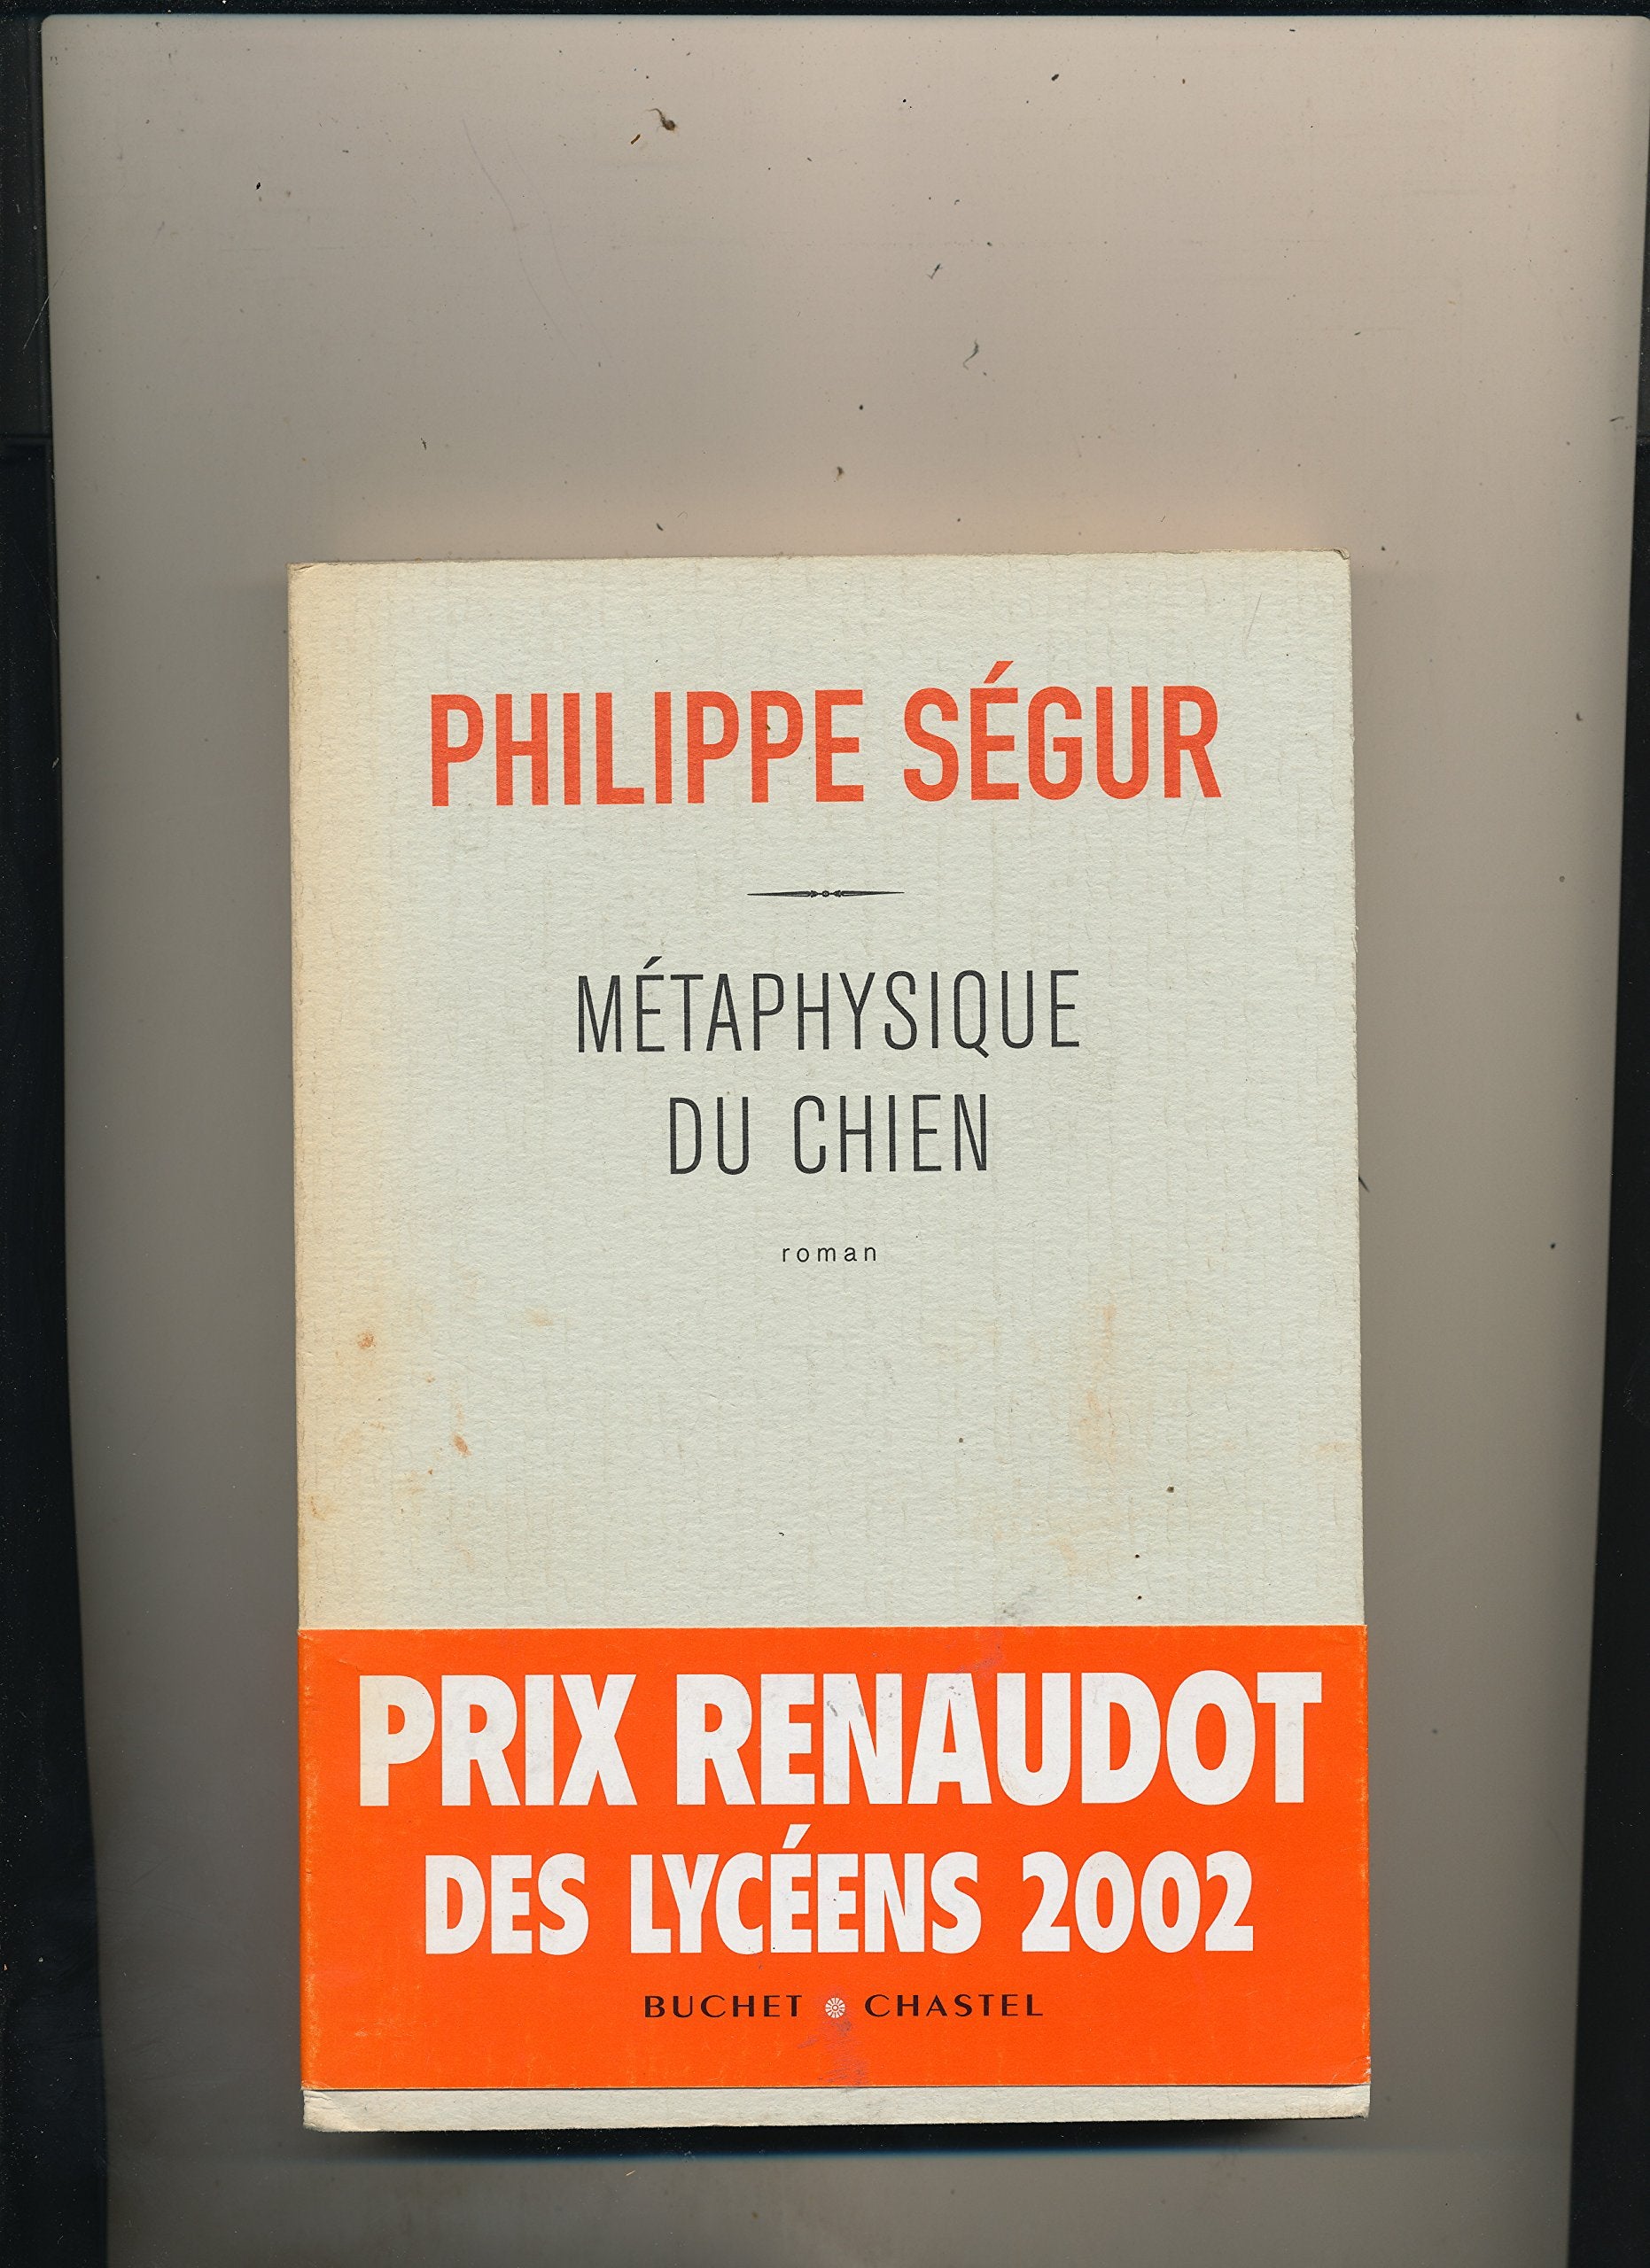 PHILIPPE SÉGUR
MÉTAPHYSIQUE
DU CHIEN
roman
PRIX RENAUDOT
DES LYCÉENS 2002
BUCHET CHASTEL